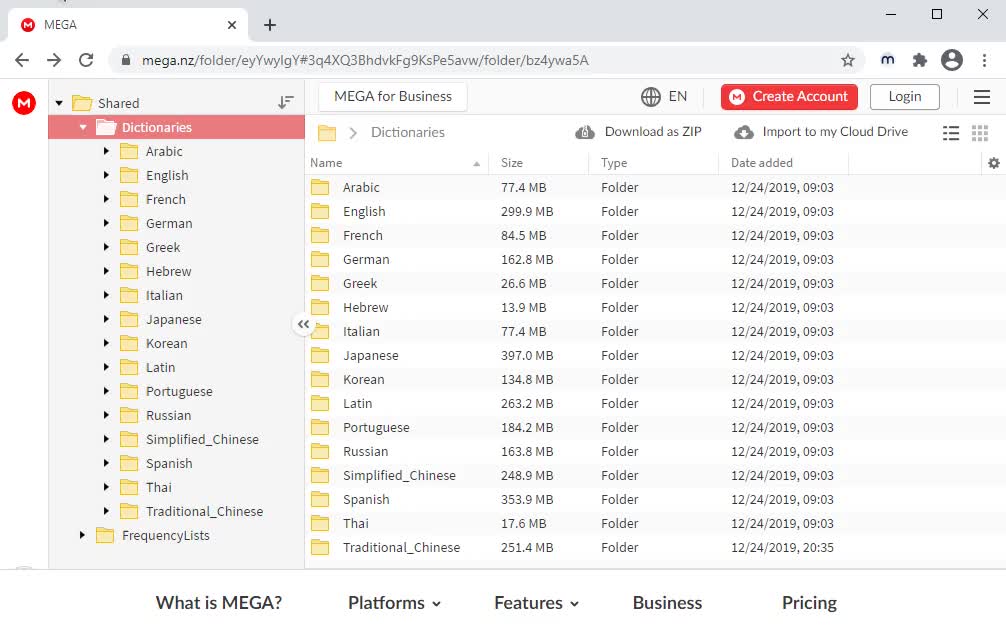 MEGA
mega.nz/folder/eyYwylgY#3q4XQ3BhdvkFg9KsPe5avw/folder/bz4ywa5A
Shared
Dictionaries
Arabic
English
French
German
Greek
Hebrew
Italian
Japanese
Korean
Latin
Portuguese
Russian
Simplified_Chinese
Spanish
Thai
Traditional_Chinese
FrequencyLists
MEGA for Business EN Create Account Login
Dictionaries Download as ZIP Import to my Cloud Drive
Name Size Type Date added
Arabic 77.4 MB Folder 12/24/2019, 09:03
English 299.9 MB Folder 12/24/2019, 09:03
French 84.5 MB Folder 12/24/2019, 09:03
German 162.8 MB Folder 12/24/2019, 09:03
Greek 26.6 MB Folder 12/24/2019, 09:03
Hebrew 13.9 MB Folder 12/24/2019, 09:03
Italian 77.4 MB Folder 12/24/2019, 09:03
Japanese 397.0 MB Folder 12/24/2019, 09:03
Korean 134.8 MB Folder 12/24/2019, 09:03
Latin 263.2 MB Folder 12/24/2019, 09:03
Portuguese 184.2 MB Folder 12/24/2019, 09:03
Russian 163.8 MB Folder 12/24/2019, 09:03
Simplified_Chinese 248.9 MB Folder 12/24/2019, 09:03
Spanish 353.9 MB Folder 12/24/2019, 09:03
Thai 17.6 MB Folder 12/24/2019, 09:03
Traditional_Chinese 251.4 MB Folder 12/24/2019, 20:35
What is MEGA? Platforms Features Business Pricing